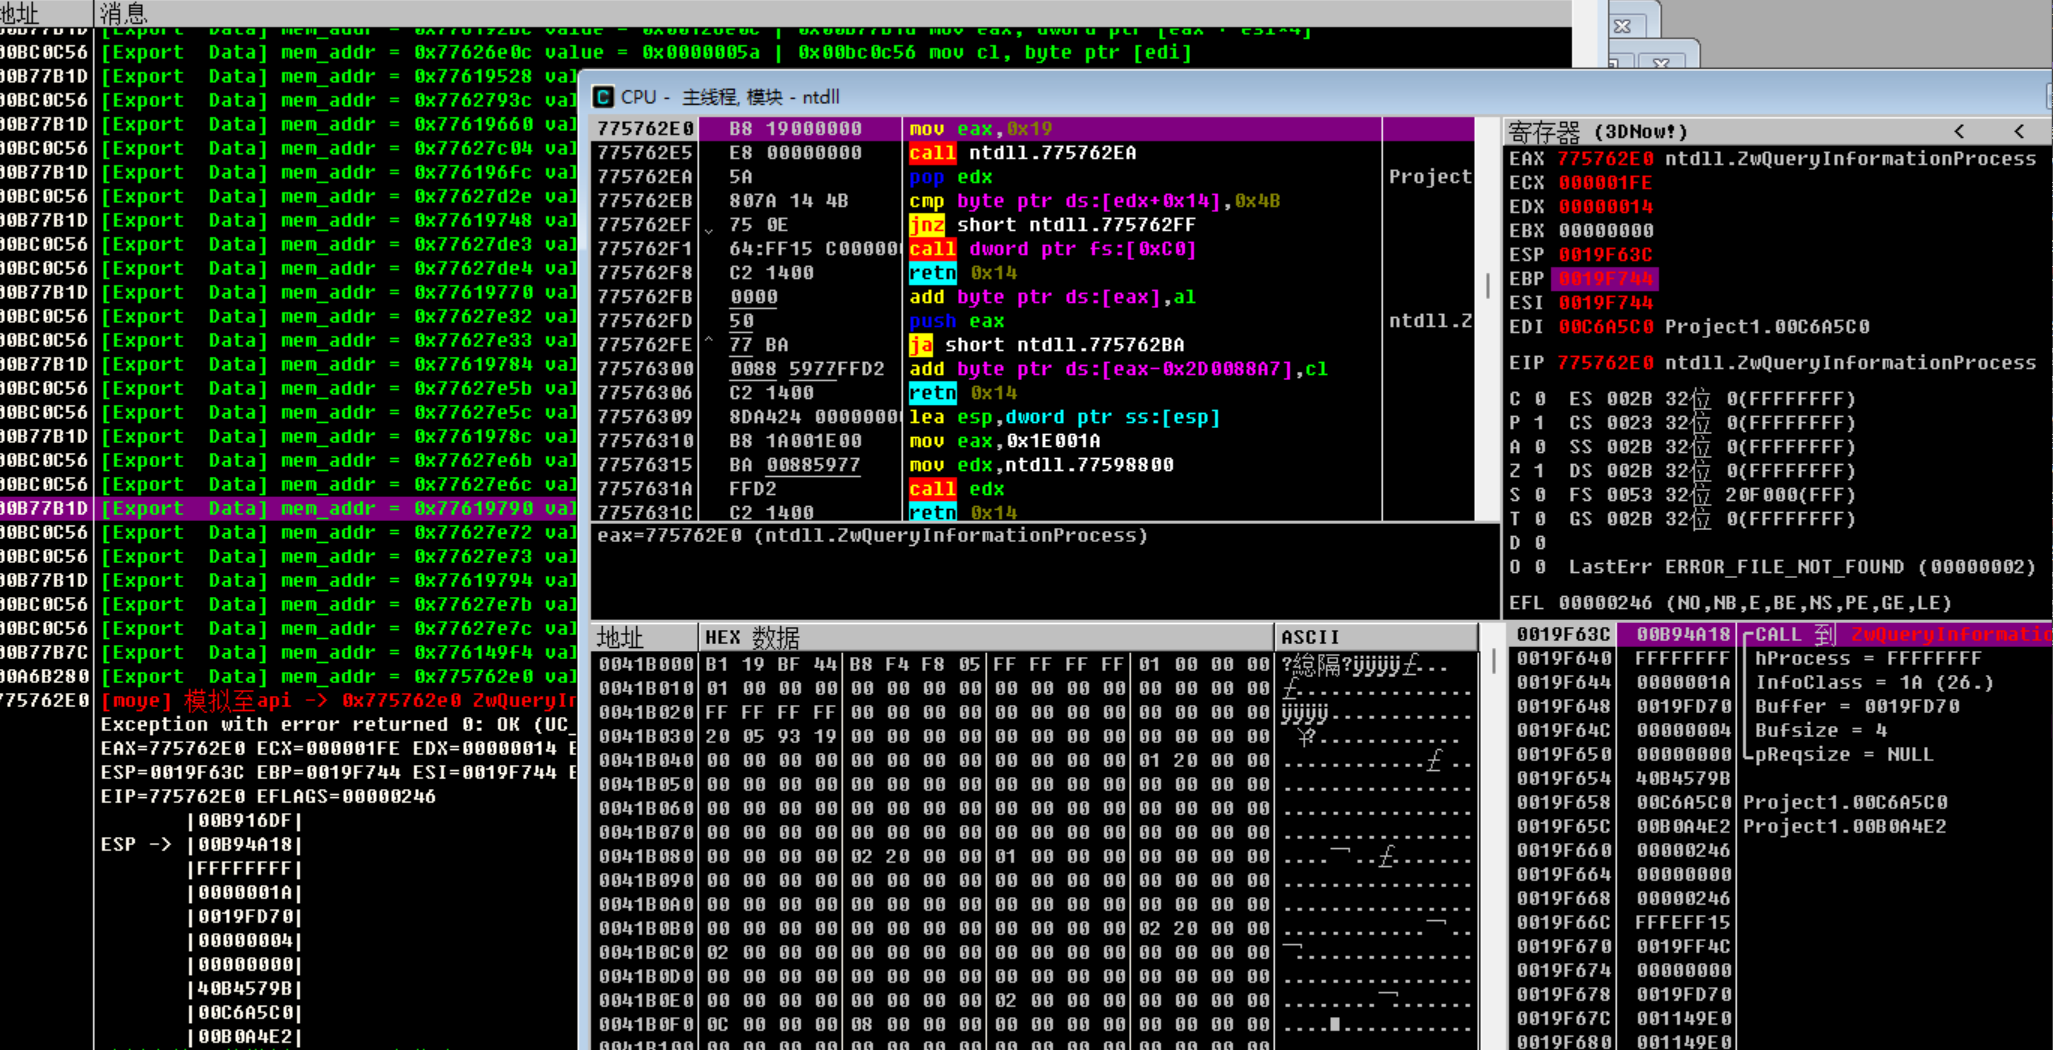 地址 消息
[Export Data] mem_addr = 0x776192bc value = 0x00126e0c | 0x00b77b1d mov eax, dword ptr [eax + esi*4]
00BC0C56 [Export Data] mem_addr = 0x77626e0c value = 0x0000005a | 0x00bc0c56 mov cl, byte ptr [edi]
00B77B1D [Export Data] mem_addr = 0x77619528
00BC0C56 [Export Data] mem_addr = 0x7762793c val
00B77B1D [Export Data] mem_addr = 0x77619660 val
00BC0C56 [Export Data] mem_addr = 0x77627c04 val
00B77B1D [Export Data] mem_addr = 0x776196fc val
00BC0C56 [Export Data] mem_addr = 0x77627d2e val
00B77B1D [Export Data] mem_addr = 0x77619748 val
00BC0C56 [Export Data] mem_addr = 0x77627de3 val
00BC0C56 [Export Data] mem_addr = 0x77627de4 val
00B77B1D [Export Data] mem_addr = 0x77619770 val
00BC0C56 [Export Data] mem_addr = 0x77627e32 val
00BC0C56 [Export Data] mem_addr = 0x77627e33 val
00B77B1D [Export Data] mem_addr = 0x77619784 val
00BC0C56 [Export Data] mem_addr = 0x77627e5b val
00BC0C56 [Export Data] mem_addr = 0x77627e5c val
00B77B1D [Export Data] mem_addr = 0x7761978c val
00BC0C56 [Export Data] mem_addr = 0x77627e6b val
00BC0C56 [Export Data] mem_addr = 0x77627e6c val
00B77B1D [Export Data] mem_addr = 0x77619790 val
00BC0C56 [Export Data] mem_addr = 0x77627e72 val
00BC0C56 [Export Data] mem_addr = 0x77627e73 val
00B77B1D [Export Data] mem_addr = 0x77619794 val
00BC0C56 [Export Data] mem_addr = 0x77627e7b val
00BC0C56 [Export Data] mem_addr = 0x77627e7c val
00B77B7C [Export Data] mem_addr = 0x776149f4 val
00A6B280 [Export Data] mem_addr = 0x775762e0 val
775762E0 [moye] 模拟至api -> 0x775762e0 ZwQueryIn
Exception with error returned 0: OK (UC_
EAX=775762E0 ECX=000001FE EDX=00000014 E
ESP=0019F63C EBP=0019F744 ESI=0019F744 E
EIP=775762E0 EFLAGS=00000246
|00B916DF|
ESP -> |00B94A18|
|FFFFFFFF|
|0000001A|
|0019FD70|
|00000004|
|00000000|
|40B4579B|
|00C6A5C0|
|00B0A4E2|
C CPU - 主线程, 模块 - ntdll
775762E0 B8 19000000 mov eax,0x19
775762E5 E8 00000000 call ntdll.775762EA
775762EA 5A pop edx Project
775762EB 807A 14 4B cmp byte ptr ds:[edx+0x14],0x4B
775762EF 75 0E jnz short ntdll.775762FF
775762F1 64:FF15 C000000 call dword ptr fs:[0xC0]
775762F8 C2 1400 retn 0x14
775762FB 0000 add byte ptr ds:[eax],al
775762FD 50 push eax ntdll.Z
775762FE 77 BA ja short ntdll.775762BA
77576300 0088 5977FFD2 add byte ptr ds:[eax-0x2D0088A7],cl
77576306 C2 1400 retn 0x14
77576309 8DA424 00000000 lea esp,dword ptr ss:[esp]
77576310 B8 1A001E00 mov eax,0x1E001A
77576315 BA 00885977 mov edx,ntdll.77598800
7757631A FFD2 call edx
7757631C C2 1400 retn 0x14
eax=775762E0 (ntdll.ZwQueryInformationProcess)
寄存器 (3DNow!) < <
EAX 775762E0 ntdll.ZwQueryInformationProcess
ECX 000001FE
EDX 00000014
EBX 00000000
ESP 0019F63C
EBP 0019F744
ESI 0019F744
EDI 00C6A5C0 Project1.00C6A5C0
EIP 775762E0 ntdll.ZwQueryInformationProcess
C 0 ES 002B 32位 0(FFFFFFFF)
P 1 CS 0023 32位 0(FFFFFFFF)
A 0 SS 002B 32位 0(FFFFFFFF)
Z 1 DS 002B 32位 0(FFFFFFFF)
S 0 FS 0053 32位 20F000(FFF)
T 0 GS 002B 32位 0(FFFFFFFF)
D 0
O 0 LastErr ERROR_FILE_NOT_FOUND (00000002)
EFL 00000246 (NO,NB,E,BE,NS,PE,GE,LE)
地址 HEX 数据 ASCII
0041B000 B1 19 BF 44 B8 F4 F8 05 FF FF FF FF 01 00 00 00 ?繱隔?ÿÿÿÿ£...
0041B010 01 00 00 00 00 00 00 00 00 00 00 00 00 00 00 00 £...............
0041B020 FF FF FF FF 00 00 00 00 00 00 00 00 00 00 00 00 ÿÿÿÿ............
0041B030 20 05 93 19 00 00 00 00 00 00 00 00 00 00 00 00
0041B040 00 00 00 00 00 00 00 00 00 00 00 00 01 20 00 00 ............£ ..
0041B050 00 00 00 00 00 00 00 00 00 00 00 00 00 00 00 00 ................
0041B060 00 00 00 00 00 00 00 00 00 00 00 00 00 00 00 00 ................
0041B070 00 00 00 00 00 00 00 00 00 00 00 00 00 00 00 00 ................
0041B080 00 00 00 00 02 20 00 00 01 00 00 00 00 00 00 00 ....¬ ..£.......
0041B090 00 00 00 00 00 00 00 00 00 00 00 00 00 00 00 00 ................
0041B0A0 00 00 00 00 00 00 00 00 00 00 00 00 00 00 00 00 ................
0041B0B0 00 00 00 00 00 00 00 00 00 00 00 00 02 20 00 00 ............¬ ..
0041B0C0 02 00 00 00 00 00 00 00 00 00 00 00 00 00 00 00 ¬...............
0041B0D0 00 00 00 00 00 00 00 00 00 00 00 00 00 00 00 00 ................
0041B0E0 00 00 00 00 00 00 00 00 02 00 00 00 00 00 00 00 ........¬.......
0041B0F0 0C 00 00 00 08 00 00 00 00 00 00 00 00 00 00 00
0041B100 00 00 00 00 00 00 00 00 00 00 00 00 00 00 00 00
0019F63C 00B94A18 CALL 到 ZwQueryInformatio
0019F640 FFFFFFFF hProcess = FFFFFFFF
0019F644 0000001A InfoClass = 1A (26.)
0019F648 0019FD70 Buffer = 0019FD70
0019F64C 00000004 Bufsize = 4
0019F650 00000000 pReqsize = NULL
0019F654 40B4579B
0019F658 00C6A5C0 Project1.00C6A5C0
0019F65C 00B0A4E2 Project1.00B0A4E2
0019F660 00000246
0019F664 00000000
0019F668 00000246
0019F66C FFFEFF15
0019F670 0019FF4C
0019F674 00000000
0019F678 0019FD70
0019F67C 001149E0
0019F680 001149E0